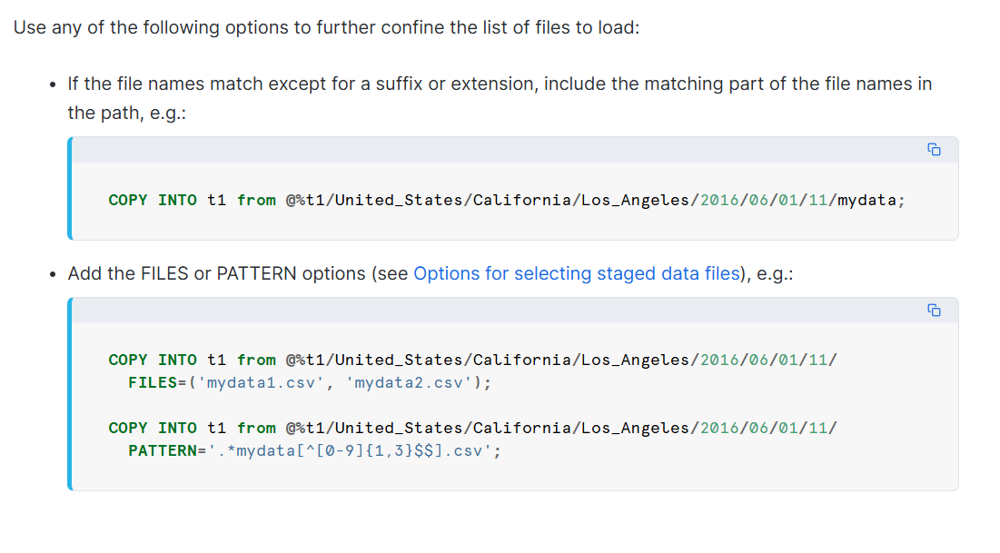 Use any of the following options to further confine the list of files to load:
• If the file names match except for a suffix or extension, include the matching part of the file names in
the path, e.g.:
COPY INTO t1 from @%t1/United_States/California/Los_Angeles/2016/06/01/11/mydata;
• Add the FILES or PATTERN options (see Options for selecting staged data files), e.g.:
COPY INTO t1 from @%t1/United_States/California/Los_Angeles/2016/06/01/11/
  FILES=('mydata1.csv', 'mydata2.csv');
COPY INTO t1 from @%t1/United_States/California/Los_Angeles/2016/06/01/11/
  PATTERN='.*mydata[^[0-9]{1,3}$$].csv';